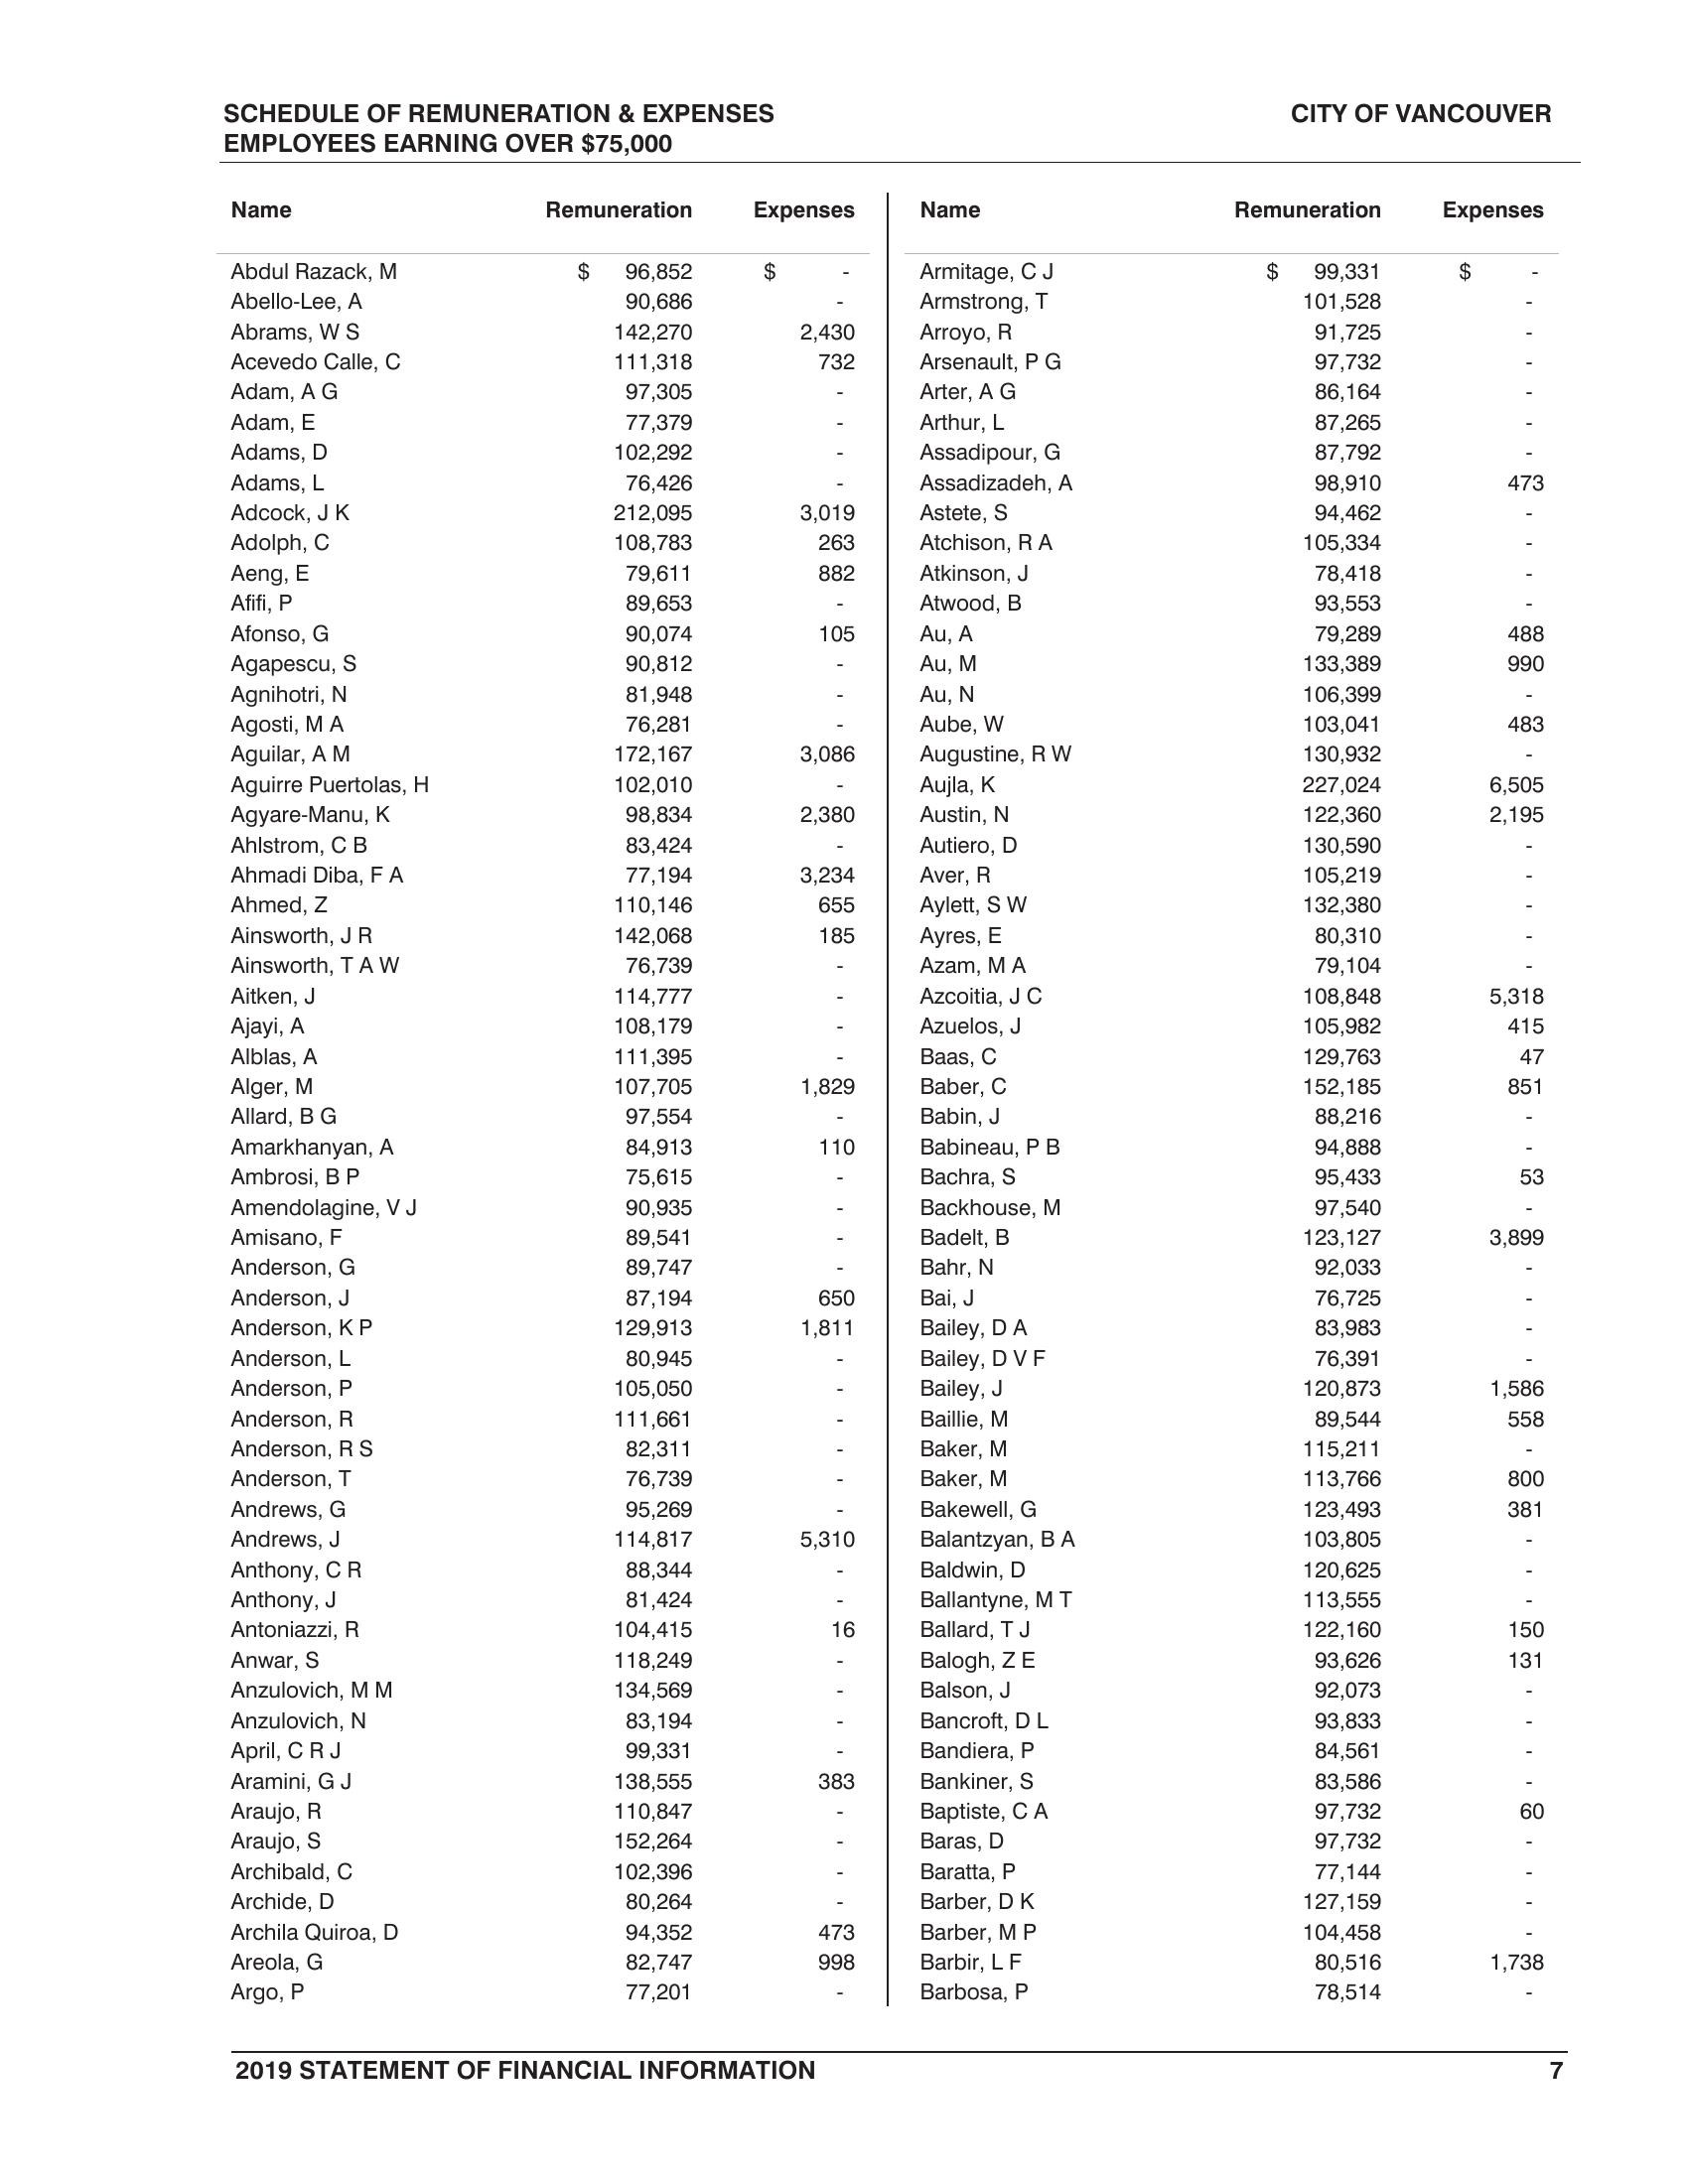 SCHEDULE OF REMUNERATION & EXPENSES CITY OF VANCOUVER
EMPLOYEES EARNING OVER $75,000
Name Remuneration Expenses
Abdul Razack, M $ 96,852 $ -
Abello-Lee, A 90,686 -
Abrams, W S 142,270 2,430
Acevedo Calle, C 111,318 732
Adam, A G 97,305 -
Adam, E 77,379 -
Adams, D 102,292 -
Adams, L 76,426 -
Adcock, J K 212,095 3,019
Adolph, C 108,783 263
Aeng, E 79,611 882
Afifi, P 89,653 -
Afonso, G 90,074 105
Agapescu, S 90,812 -
Agnihotri, N 81,948 -
Agosti, M A 76,281 -
Aguilar, A M 172,167 3,086
Aguirre Puertolas, H 102,010 -
Agyare-Manu, K 98,834 2,380
Ahlstrom, C B 83,424 -
Ahmadi Diba, F A 77,194 3,234
Ahmed, Z 110,146 655
Ainsworth, J R 142,068 185
Ainsworth, T A W 76,739 -
Aitken, J 114,777 -
Ajayi, A 108,179 -
Alblas, A 111,395 -
Alger, M 107,705 1,829
Allard, B G 97,554 -
Amarkhanyan, A 84,913 110
Ambrosi, B P 75,615 -
Amendolagine, V J 90,935 -
Amisano, F 89,541 -
Anderson, G 89,747 -
Anderson, J 87,194 650
Anderson, K P 129,913 1,811
Anderson, L 80,945 -
Anderson, P 105,050 -
Anderson, R 111,661 -
Anderson, R S 82,311 -
Anderson, T 76,739 -
Andrews, G 95,269 -
Andrews, J 114,817 5,310
Anthony, C R 88,344 -
Anthony, J 81,424 -
Antoniazzi, R 104,415 16
Anwar, S 118,249 -
Anzulovich, M M 134,569 -
Anzulovich, N 83,194 -
April, C R J 99,331 -
Aramini, G J 138,555 383
Araujo, R 110,847 -
Araujo, S 152,264 -
Archibald, C 102,396 -
Archide, D 80,264 -
Archila Quiroa, D 94,352 473
Areola, G 82,747 998
Argo, P 77,201 -
Name Remuneration Expenses
Armitage, C J $ 99,331 $ -
Armstrong, T 101,528 -
Arroyo, R 91,725 -
Arsenault, P G 97,732 -
Arter, A G 86,164 -
Arthur, L 87,265 -
Assadipour, G 87,792 -
Assadizadeh, A 98,910 473
Astete, S 94,462 -
Atchison, R A 105,334 -
Atkinson, J 78,418 -
Atwood, B 93,553 -
Au, A 79,289 488
Au, M 133,389 990
Au, N 106,399 -
Aube, W 103,041 483
Augustine, R W 130,932 -
Aujla, K 227,024 6,505
Austin, N 122,360 2,195
Autiero, D 130,590 -
Aver, R 105,219 -
Aylett, S W 132,380 -
Ayres, E 80,310 -
Azam, M A 79,104 -
Azcoitia, J C 108,848 5,318
Azuelos, J 105,982 415
Baas, C 129,763 47
Baber, C 152,185 851
Babin, J 88,216 -
Babineau, P B 94,888 -
Bachra, S 95,433 53
Backhouse, M 97,540 -
Badelt, B 123,127 3,899
Bahr, N 92,033 -
Bai, J 76,725 -
Bailey, D A 83,983 -
Bailey, D V F 76,391 -
Bailey, J 120,873 1,586
Baillie, M 89,544 558
Baker, M 115,211 -
Baker, M 113,766 800
Bakewell, G 123,493 381
Balantzyan, B A 103,805 -
Baldwin, D 120,625 -
Ballantyne, M T 113,555 -
Ballard, T J 122,160 150
Balogh, Z E 93,626 131
Balson, J 92,073 -
Bancroft, D L 93,833 -
Bandiera, P 84,561 -
Bankiner, S 83,586 -
Baptiste, C A 97,732 60
Baras, D 97,732 -
Baratta, P 77,144 -
Barber, D K 127,159 -
Barber, M P 104,458 -
Barbir, L F 80,516 1,738
Barbosa, P 78,514 -
2019 STATEMENT OF FINANCIAL INFORMATION 7